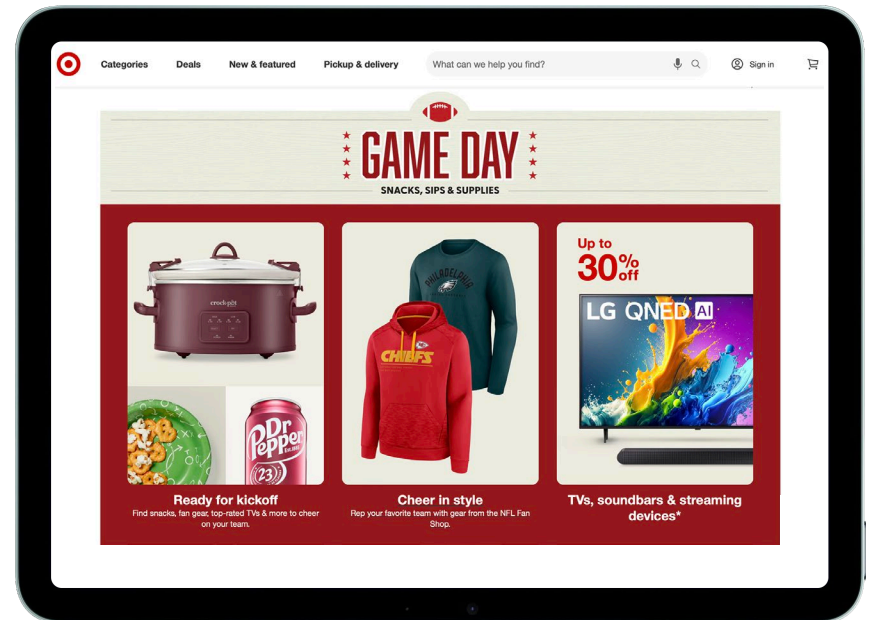 Categories
Deals
New & featured
Pickup & delivery
What can we help you find?
Sign in
GAME DAY
SNACKS, SIPS & SUPPLIES
crock·pot
PHILADELPHIA
CHIEFS
Dr
Pepper
23
Up to
30% off
LG QNED AI
Ready for kickoff
Find snacks, fan gear, top-rated TVs & more to cheer
on your team.
Cheer in style
Rep your favorite team with gear from the NFL Fan
Shop.
TVs, soundbars & streaming
devices*